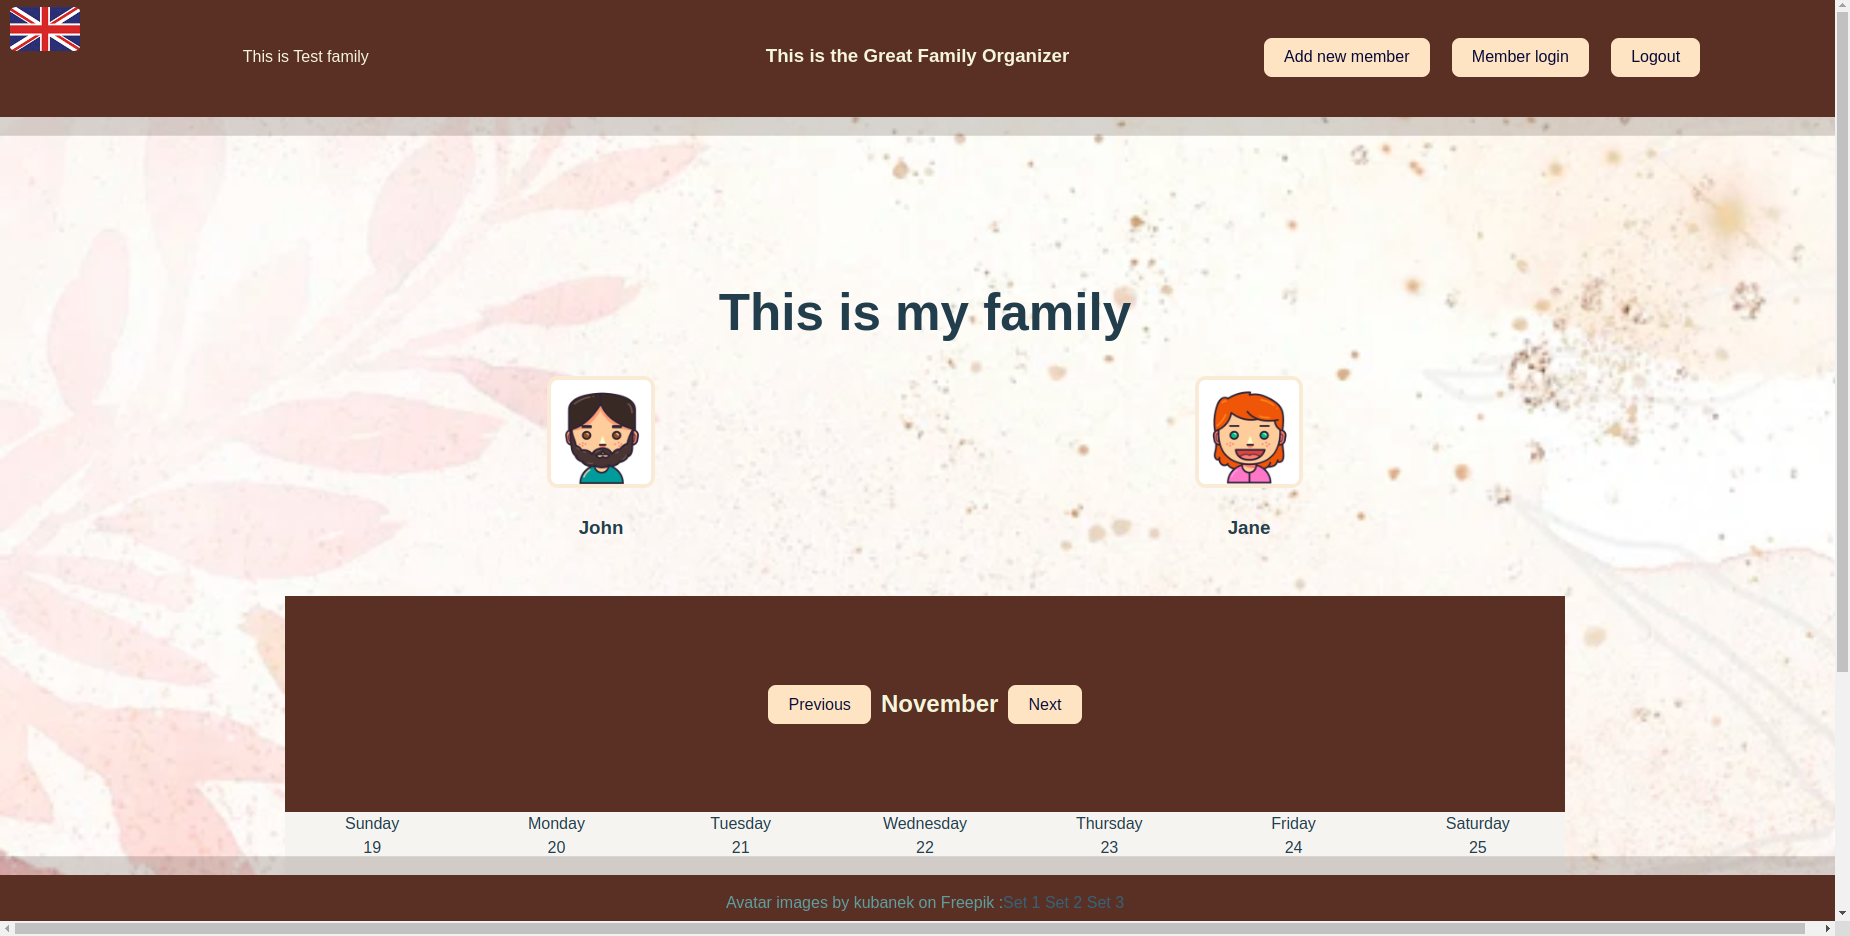 This is Test family
This is the Great Family Organizer
Add new member
Member login
Logout
This is my family
John
Jane
Previous
November
Next
Sunday Monday Tuesday Wednesday Thursday Friday Saturday
19 20 21 22 23 24 25
Avatar images by kubanek on Freepik :Set 1 Set 2 Set 3